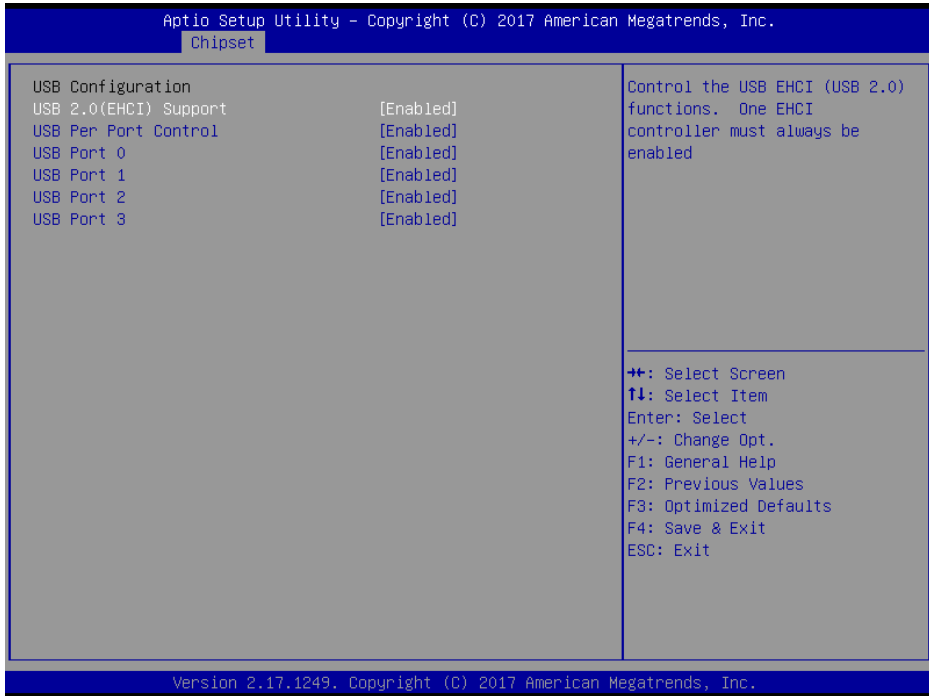 Aptio Setup Utility – Copyright (C) 2017 American Megatrends, Inc.
Chipset
USB Configuration
USB 2.0(EHCI) Support [Enabled]
USB Per Port Control [Enabled]
USB Port 0 [Enabled]
USB Port 1 [Enabled]
USB Port 2 [Enabled]
USB Port 3 [Enabled]
Control the USB EHCI (USB 2.0)
functions. One EHCI
controller must always be
enabled
→←: Select Screen
↑↓: Select Item
Enter: Select
+/-: Change Opt.
F1: General Help
F2: Previous Values
F3: Optimized Defaults
F4: Save & Exit
ESC: Exit
Version 2.17.1249. Copyright (C) 2017 American Megatrends, Inc.